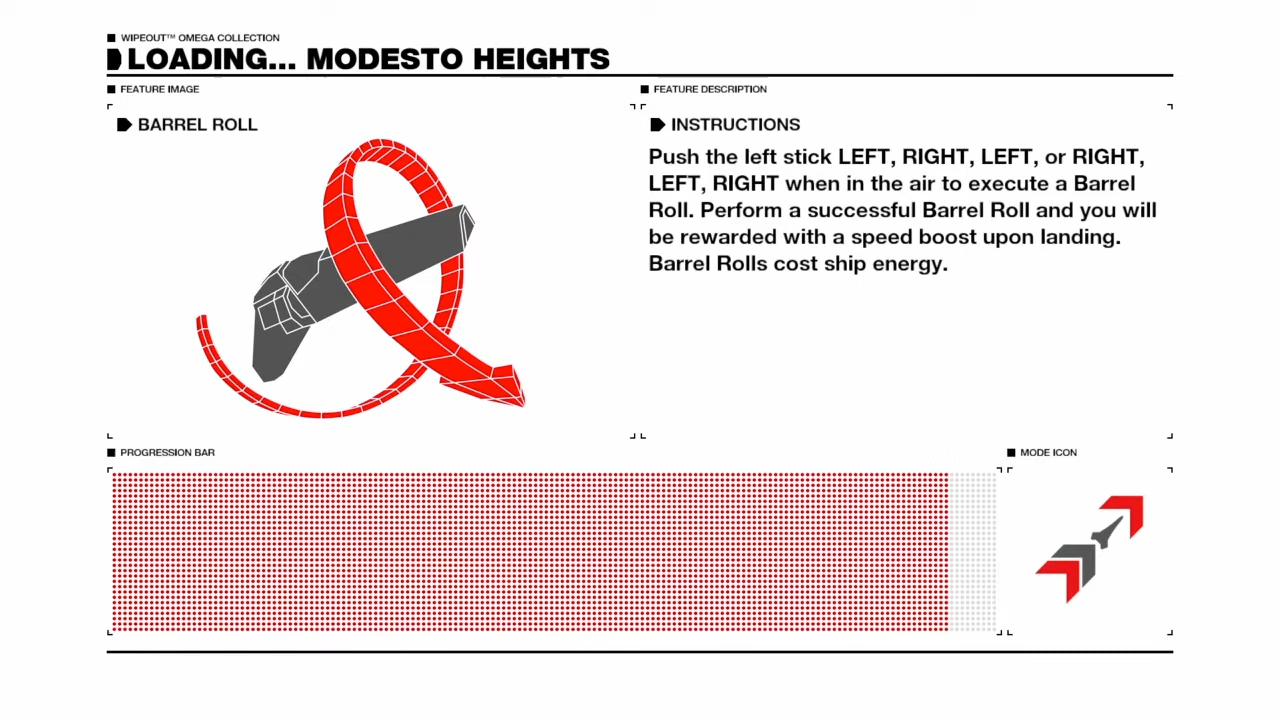 WIPEOUT™ OMEGA COLLECTION
LOADING... MODESTO HEIGHTS
FEATURE IMAGE
BARREL ROLL
FEATURE DESCRIPTION
INSTRUCTIONS
Push the left stick LEFT, RIGHT, LEFT, or RIGHT,
LEFT, RIGHT when in the air to execute a Barrel
Roll. Perform a successful Barrel Roll and you will
be rewarded with a speed boost upon landing.
Barrel Rolls cost ship energy.
PROGRESSION BAR
MODE ICON